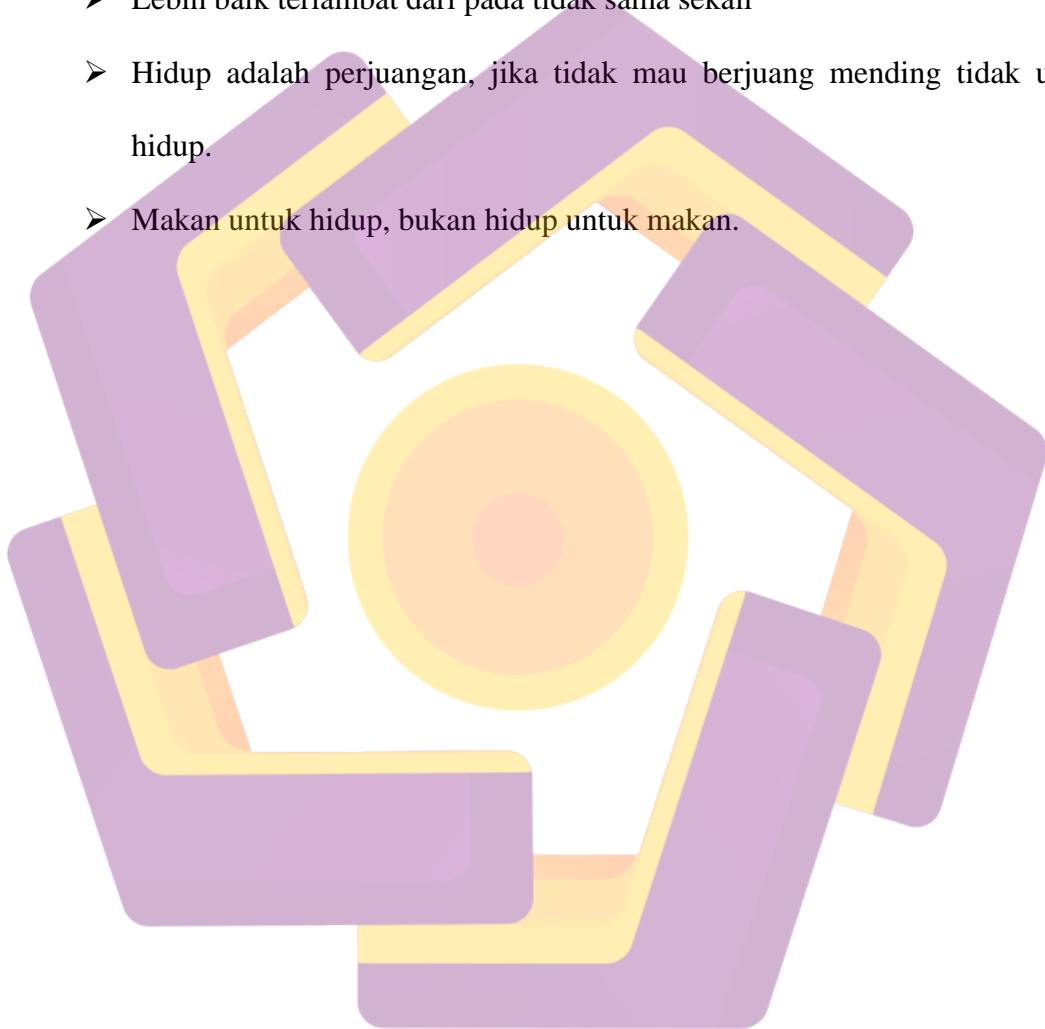 ➤ Lebih baik terlambat dari pada tidak sama sekali
➤ Hidup adalah perjuangan, jika tidak mau berjuang mending tidak
hidup.
➤ Makan untuk hidup, bukan hidup untuk makan.